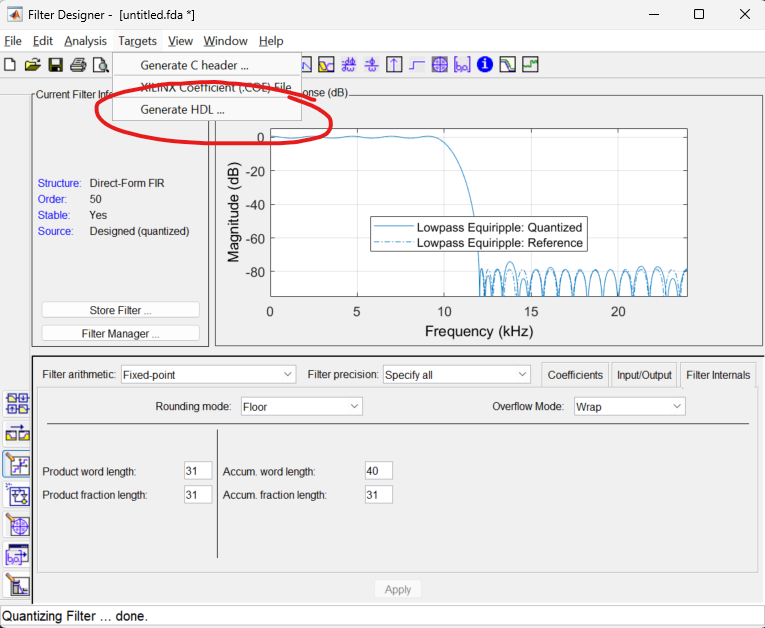 Filter Designer - [untitled.fda *]
File Edit Analysis Targets View Window Help
Generate C header ...
XILINX Coefficient (.COE) File
Generate HDL ...
Current Filter Info
onse (dB)
Structure: Direct-Form FIR
Order: 50
Stable: Yes
Source: Designed (quantized)
Store Filter ...
Filter Manager ...
Magnitude (dB)
0
-20
-40
-60
-80
Lowpass Equiripple: Quantized
Lowpass Equiripple: Reference
0 5 10 15 20
Frequency (kHz)
Filter arithmetic: Fixed-point Filter precision: Specify all Coefficients Input/Output Filter Internals
Rounding mode: Floor Overflow Mode: Wrap
Product word length: 31 Accum. word length: 40
Product fraction length: 31 Accum. fraction length: 31
Apply
Quantizing Filter ... done.